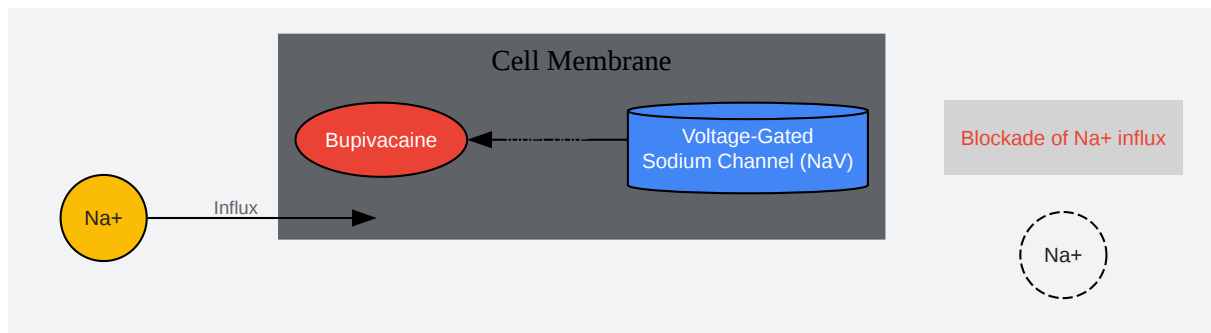 Cell Membrane
Bupivacaine
Voltage-Gated
Sodium Channel (NaV)
Blockade of Na+ influx
Na+
Influx
Na+